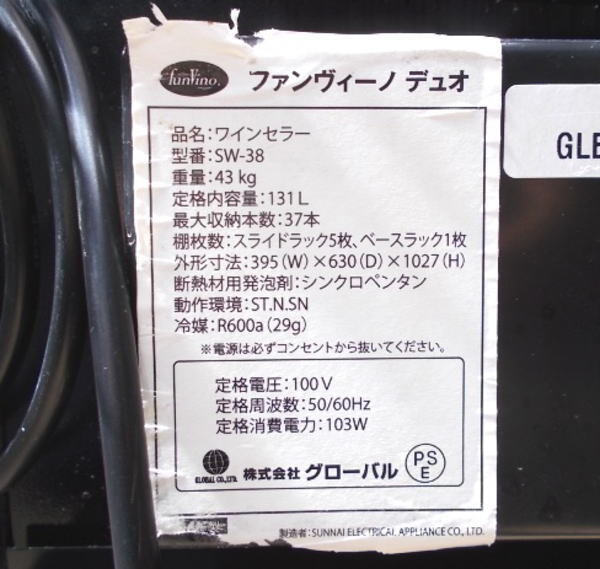 funVino. ファンヴィーノ デュオ
品名:ワインセラー
型番:SW-38
重量:43 kg
定格内容量:131L
最大収納本数:37本
棚枚数:スライドラック5枚、ベースラック1枚
外形寸法:395(W)×630(D)×1027(H)
断熱材用発泡剤:シンクロペンタン
動作環境:ST.N.SN
冷媒:R600a(29g)
※電源は必ずコンセントから抜いてください。
定格電圧:100V
定格周波数:50/60Hz
定格消費電力:103W
GLOBAL CO.,LTD. 株式会社 グローバル PSE
製造者:SUNNAI ELECTRICAL APPLIANCE CO., LTD.